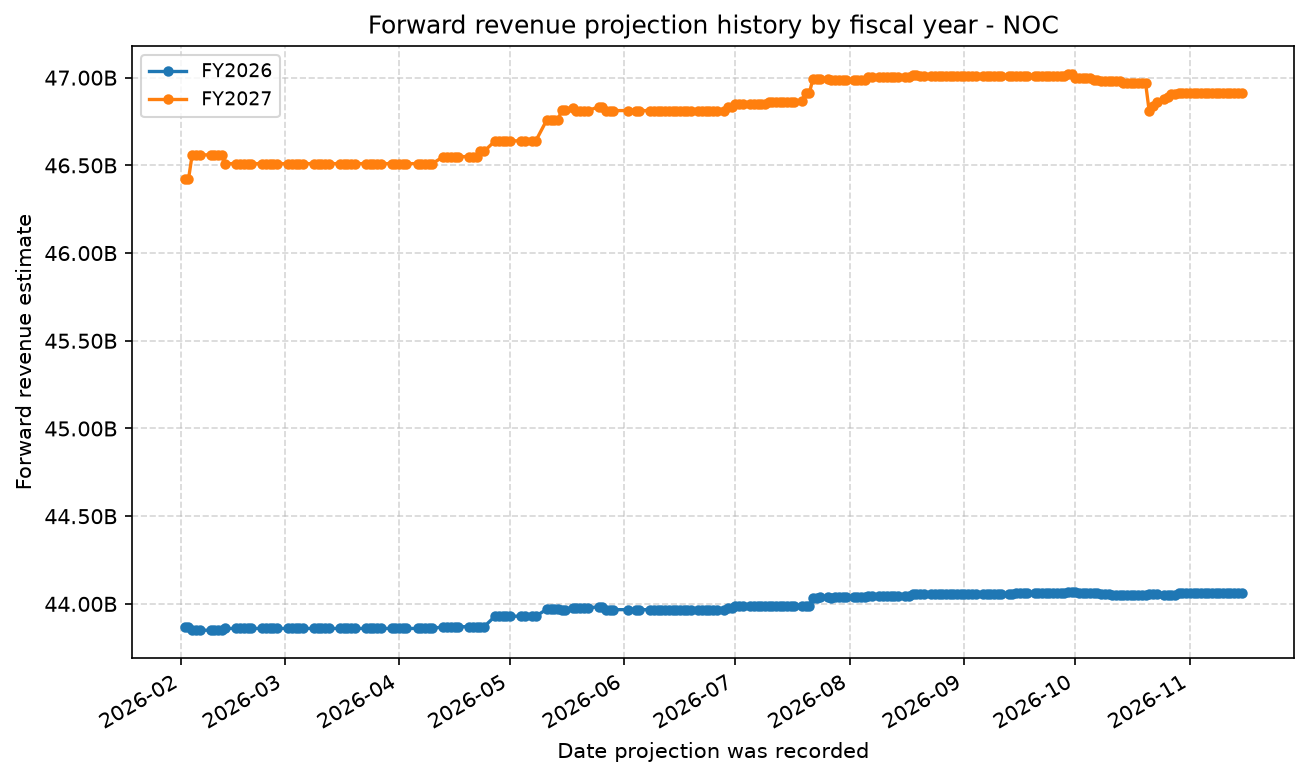 Forward revenue projection history by fiscal year - NOC
FY2026
FY2027
47.00B
46.50B
46.00B
45.50B
45.00B
44.50B
44.00B
Forward revenue estimate
2026-02
2026-03
2026-04
2026-05
2026-06
2026-07
2026-08
2026-09
2026-10
2026-11
Date projection was recorded